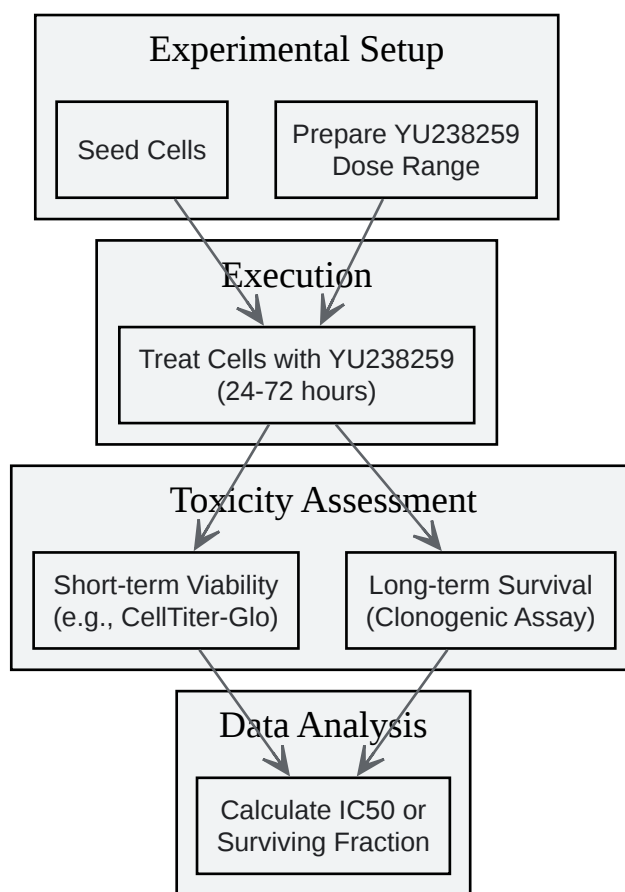 Experimental Setup
Seed Cells
Prepare YU238259
Dose Range
Execution
Treat Cells with YU238259
(24-72 hours)
Toxicity Assessment
Short-term Viability
(e.g., CellTiter-Glo)
Long-term Survival
(Clonogenic Assay)
Data Analysis
Calculate IC50 or
Surviving Fraction